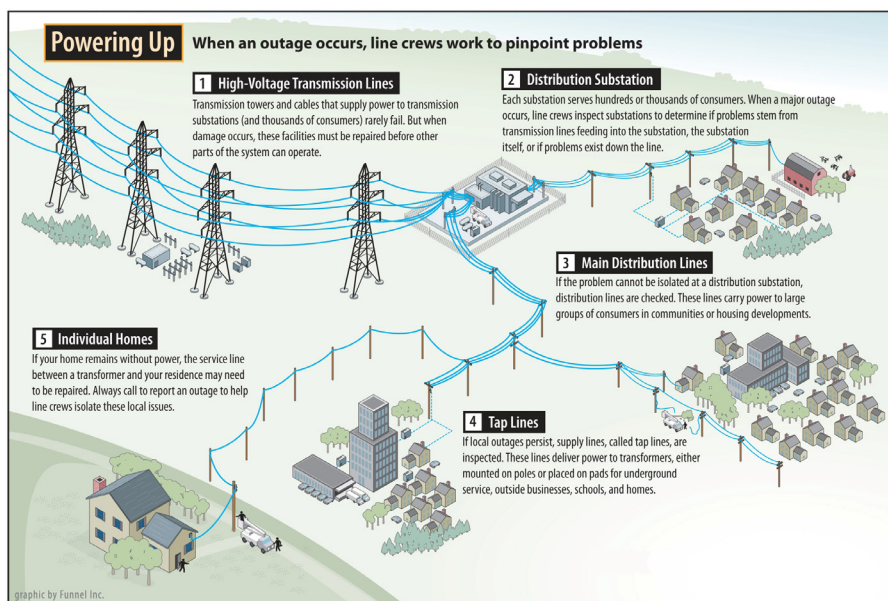 Powering Up
When an outage occurs, line crews work to pinpoint problems
1 High-Voltage Transmission Lines
Transmission towers and cables that supply power to transmission
substations (and thousands of consumers) rarely fail. But when
damage occurs, these facilities must be repaired before other
parts of the system can operate.
2 Distribution Substation
Each substation serves hundreds or thousands of consumers. When a major outage
occurs, line crews inspect substations to determine if problems stem from
transmission lines feeding into the substation, the substation
itself, or if problems exist down the line.
3 Main Distribution Lines
If the problem cannot be isolated at a distribution substation,
distribution lines are checked. These lines carry power to large
groups of consumers in communities or housing developments.
5 Individual Homes
If your home remains without power, the service line
between a transformer and your residence may need
to be repaired. Always call to report an outage to help
line crews isolate these local issues.
4 Tap Lines
If local outages persist, supply lines, called tap lines, are
inspected. These lines deliver power to transformers, either
mounted on poles or placed on pads for underground
service, outside businesses, schools, and homes.
graphic by Funnel Inc.